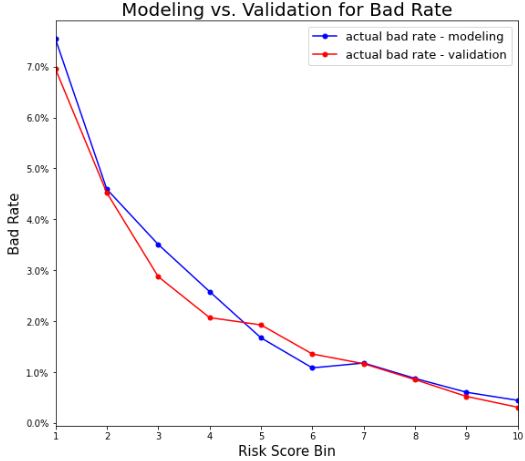 Modeling vs. Validation for Bad Rate
actual bad rate - modeling
actual bad rate - validation
Bad Rate
7.0%
6.0%
5.0%
4.0%
3.0%
2.0%
1.0%
0.0%
1 2 3 4 5 6 7 8 9 10
Risk Score Bin